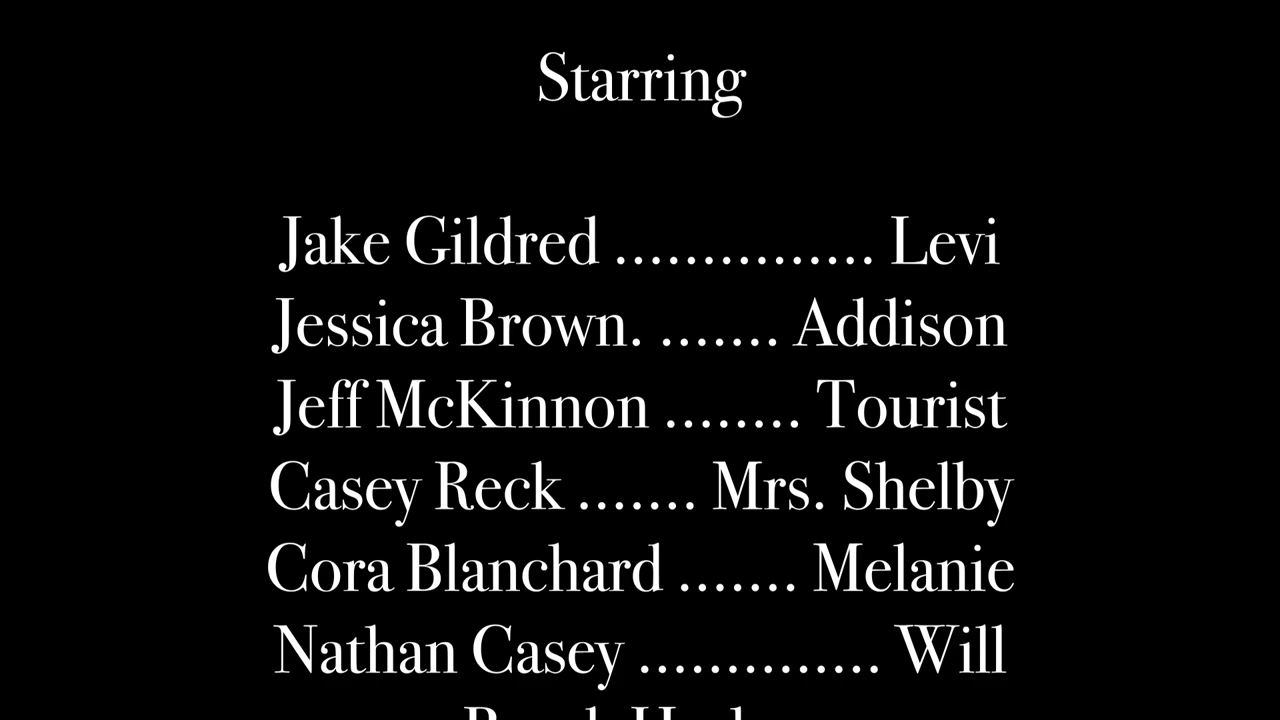 Starring
Jake Gildred ............... Levi
Jessica Brown. ....... Addison
Jeff McKinnon ........ Tourist
Casey Reck ....... Mrs. Shelby
Cora Blanchard ....... Melanie
Nathan Casey .............. Will